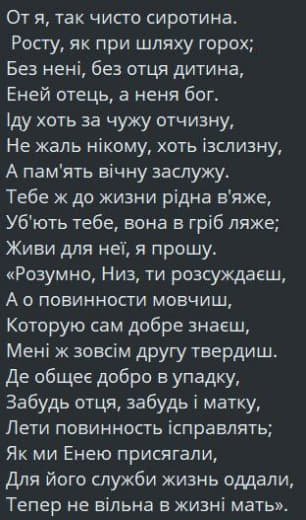 От я, так чисто сиротина.
Росту, як при шляху горох;
Без нені, без отця дитина,
Еней отець, а неня бог.
Іду хоть за чужу отчизну,
Не жаль нікому, хоть ізслизну,
А пам'ять вічну заслужу.
Тебе ж до жизни рідна в'яже,
Уб'ють тебе, вона в гріб ляже;
Живи для неї, я прошу.
«Розумно, Низ, ти розсуждаєш,
А о повинности мовчиш,
Которую сам добре знаєш,
Мені ж зовсім другу твердиш.
Де общеє добро в упадку,
Забудь отця, забудь і матку,
Лети повинность ісправлять;
Як ми Енею присягали,
Для його служби жизнь оддали,
Тепер не вільна в жизні мать».